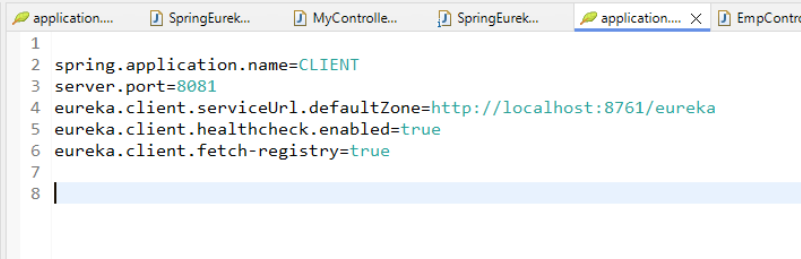 application.... SpringEurek... MyControlle... SpringEurek... application.... EmpContro
1
2 spring.application.name=CLIENT
3 server.port=8081
4 eureka.client.serviceUrl.defaultZone=http://localhost:8761/eureka
5 eureka.client.healthcheck.enabled=true
6 eureka.client.fetch-registry=true
7
8